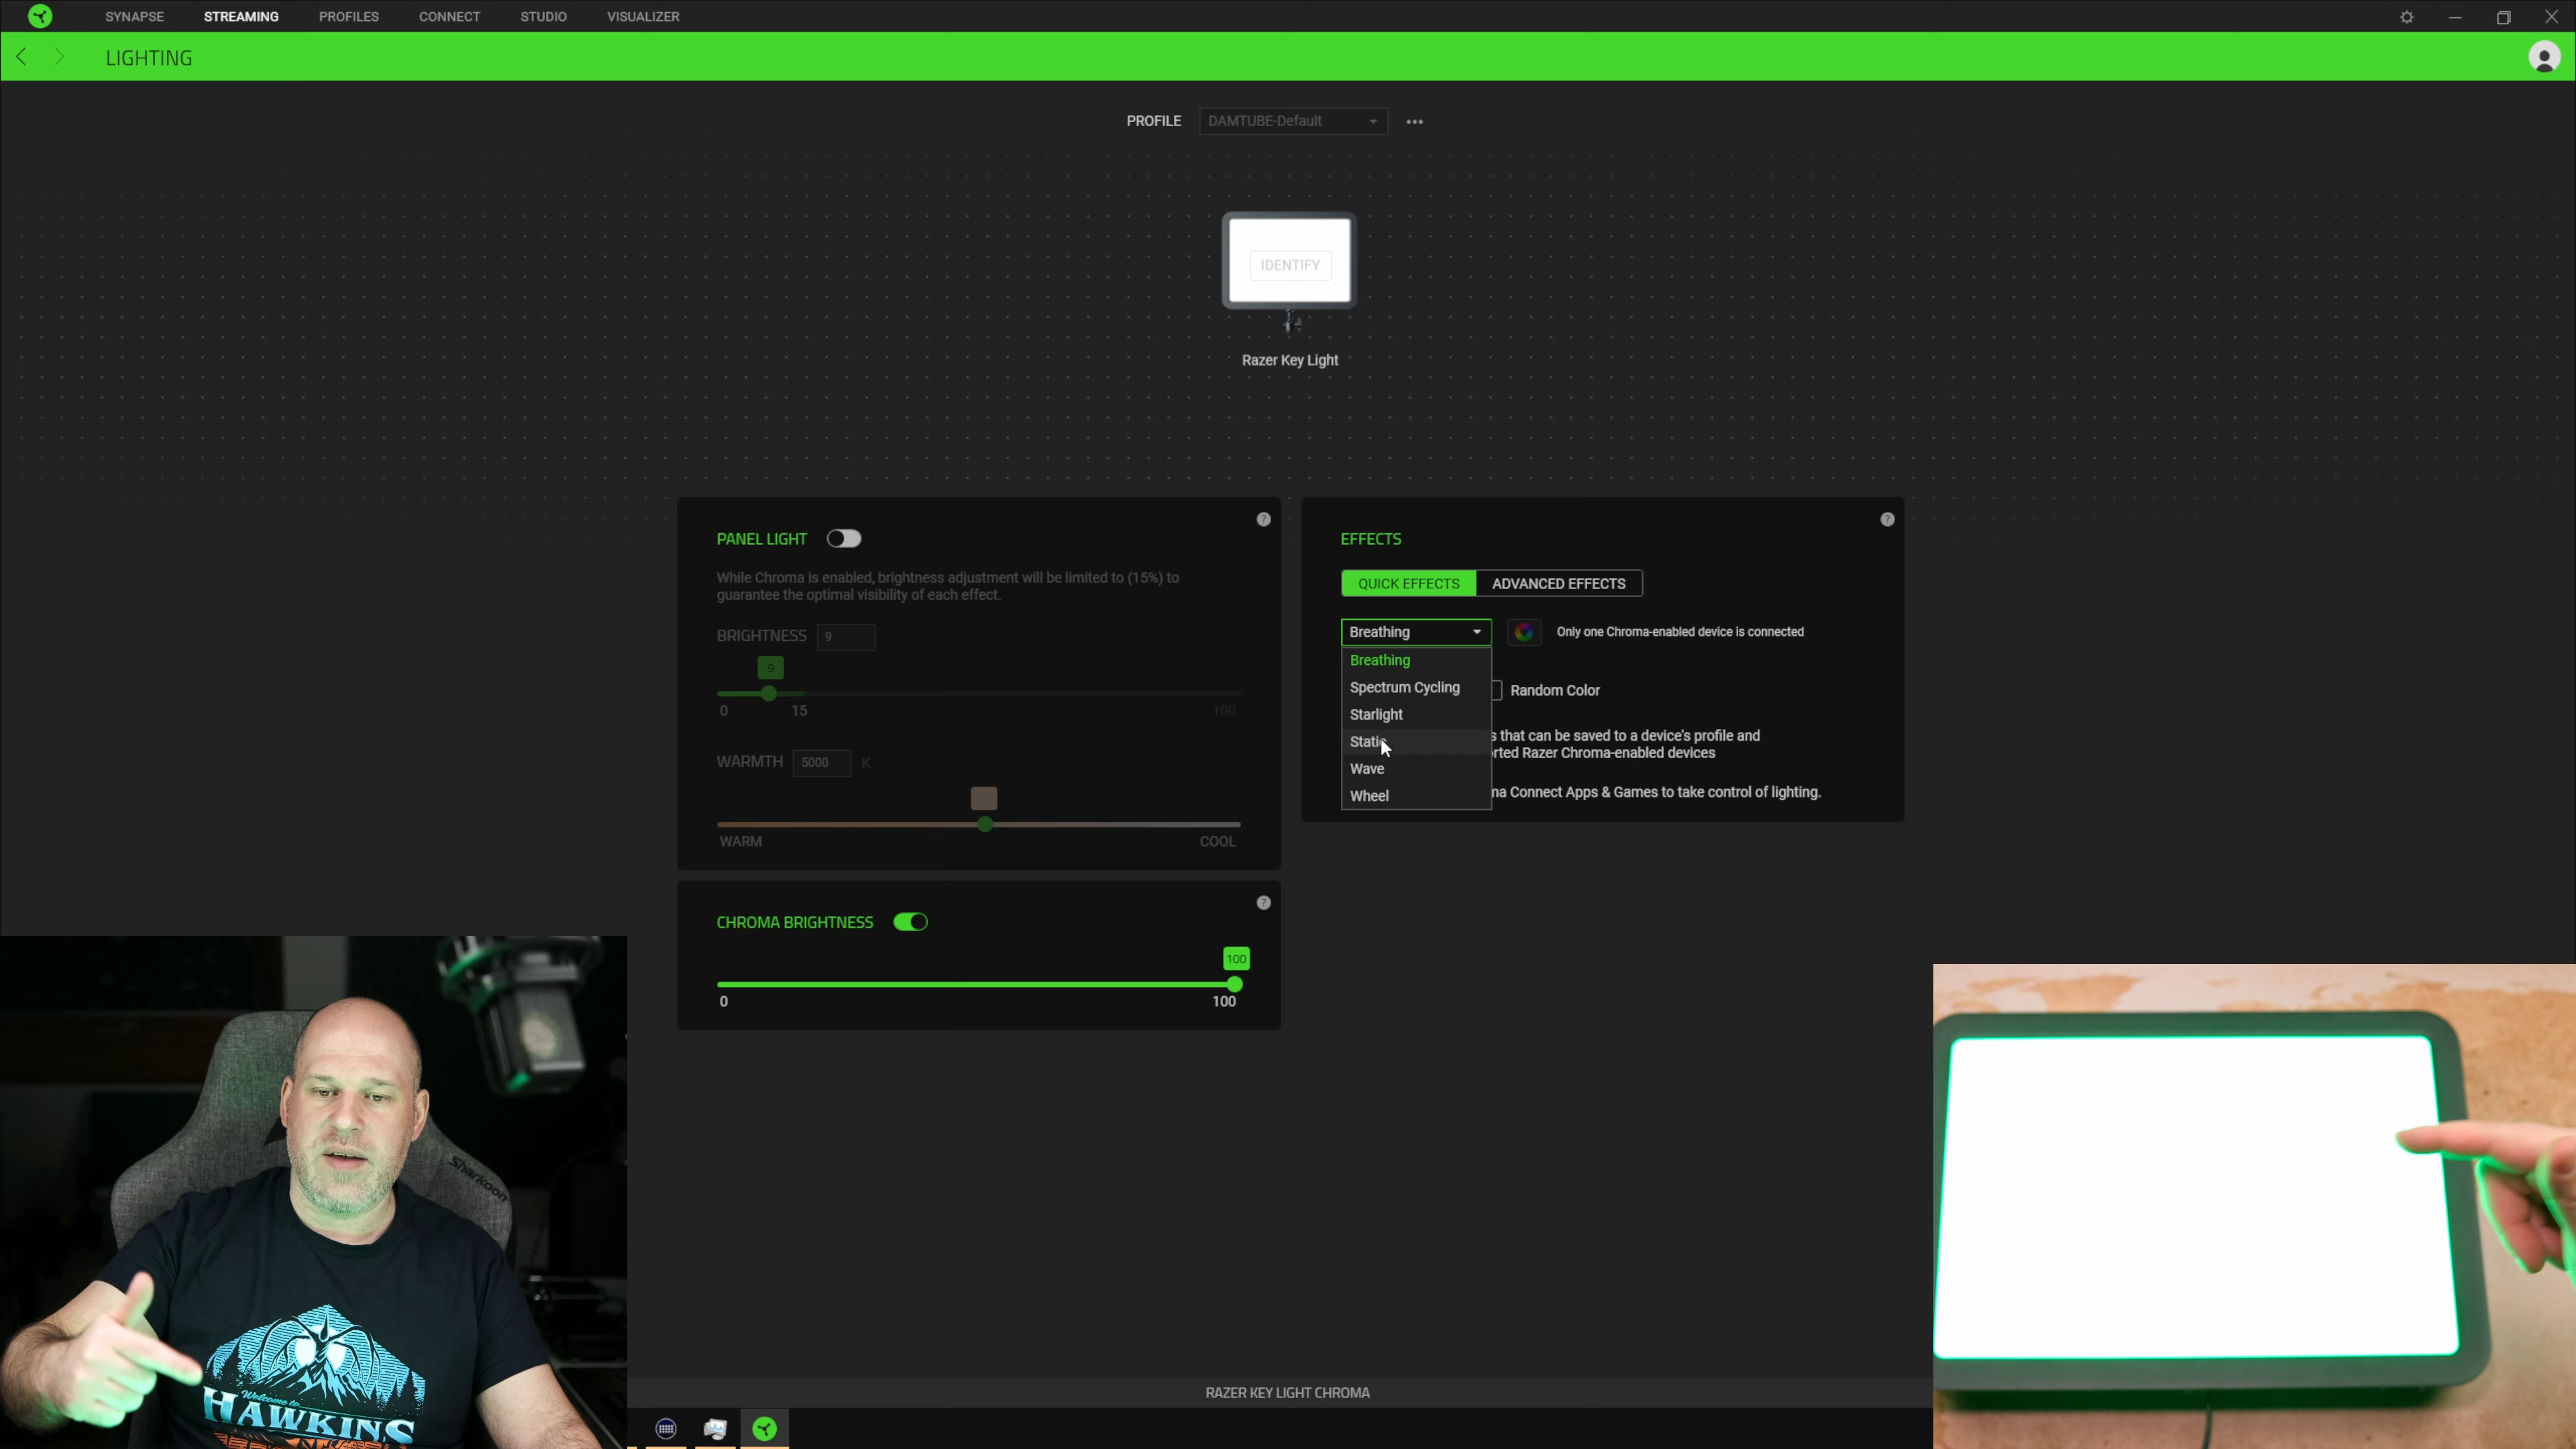 SYNAPSE STREAMING PROFILES CONNECT STUDIO VISUALIZER
LIGHTING
PROFILE DAMTUBE-Default
IDENTIFY
Razer Key Light
PANEL LIGHT
While Chroma is enabled, brightness adjustment will be limited to (15%) to
guarantee the optimal visibility of each effect.
BRIGHTNESS 9
9
0 15 100
WARMTH 5000 K
WARM COOL
CHROMA BRIGHTNESS
100
0 100
EFFECTS
QUICK EFFECTS ADVANCED EFFECTS
Breathing Only one Chroma-enabled device is connected
Breathing
Spectrum Cycling
Random Color
Starlight
Static
s that can be saved to a device's profile and
rted Razer Chroma-enabled devices
Wave
Wheel
na Connect Apps & Games to take control of lighting.
Sharkoon
Welcome to
HAWKINS
RAZER KEY LIGHT CHROMA